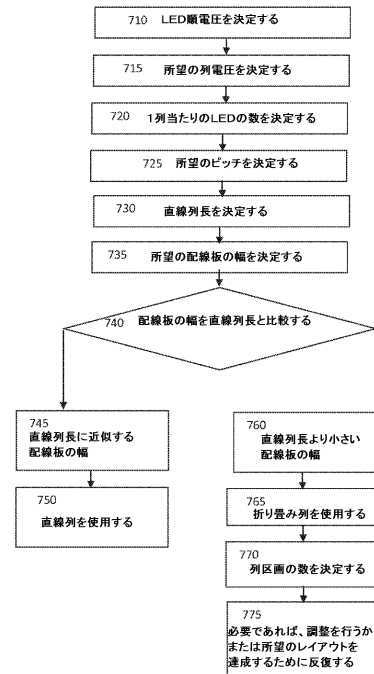 710 LED順電圧を決定する
715 所望の列電圧を決定する
720 1列当たりのLEDの数を決定する
725 所望のピッチを決定する
730 直線列長を決定する
735 所望の配線板の幅を決定する
740 配線板の幅を直線列長と比較する
745
直線列長に近似する
配線板の幅
750
直線列を使用する
760
直線列長より小さい
配線板の幅
765
折り畳み列を使用する
770
列区画の数を決定する
775
必要であれば、調整を行うか
または所望のレイアウトを
達成するために反復する